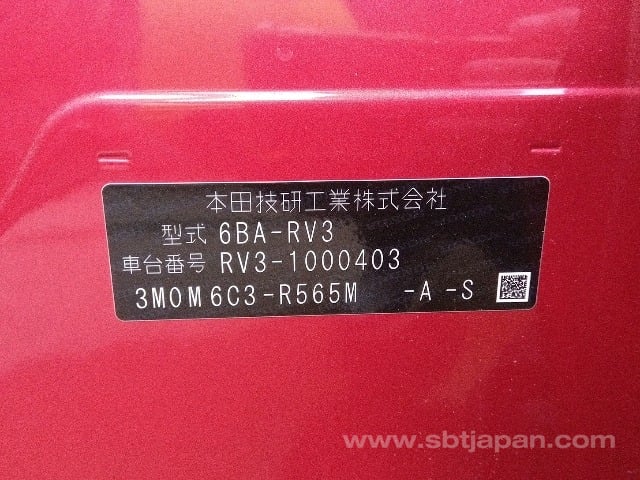 本田技研工業株式会社
型式 6BA-RV3
車台番号 RV3-1000403
3M0M6C3-R565M -A-S
www.sbtjapan.com